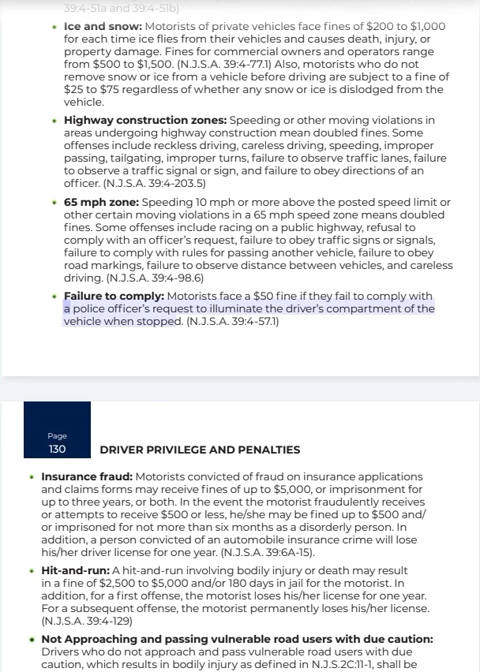 39:4-51a and 39:4-51b)
• Ice and snow: Motorists of private vehicles face fines of $200 to $1,000
for each time ice flies from their vehicles and causes death, injury, or
property damage. Fines for commercial owners and operators range
from $500 to $1,500. (N.J.S.A. 39:4-77.1) Also, motorists who do not
remove snow or ice from a vehicle before driving are subject to a fine of
$25 to $75 regardless of whether any snow or ice is dislodged from the
vehicle.
• Highway construction zones: Speeding or other moving violations in
areas undergoing highway construction mean doubled fines. Some
offenses include reckless driving, careless driving, speeding, improper
passing, tailgating, improper turns, failure to observe traffic lanes, failure
to observe a traffic signal or sign, and failure to obey directions of an
officer. (N.J.S.A. 39:4-203.5)
• 65 mph zone: Speeding 10 mph or more above the posted speed limit or
other certain moving violations in a 65 mph speed zone means doubled
fines. Some offenses include racing on a public highway, refusal to
comply with an officer's request, failure to obey traffic signs or signals,
failure to comply with rules for passing another vehicle, failure to obey
road markings, failure to observe distance between vehicles, and careless
driving. (N.J.S.A. 39:4-98.6)
• Failure to comply: Motorists face a $50 fine if they fail to comply with
a police officer's request to illuminate the driver's compartment of the
vehicle when stopped. (N.J.S.A. 39:4-57.1)
Page
130
DRIVER PRIVILEGE AND PENALTIES
• Insurance fraud: Motorists convicted of fraud on insurance applications
and claims forms may receive fines of up to $5,000, or imprisonment for
up to three years, or both. In the event the motorist fraudulently receives
or attempts to receive $500 or less, he/she may be fined up to $500 and/
or imprisoned for not more than six months as a disorderly person. In
addition, a person convicted of an automobile insurance crime will lose
his/her driver license for one year. (N.J.S.A. 39:6A-15).
• Hit-and-run: A hit-and-run involving bodily injury or death may result
in a fine of $2,500 to $5,000 and/or 180 days in jail for the motorist. In
addition, for a first offense, the motorist loses his/her license for one year.
For a subsequent offense, the motorist permanently loses his/her license.
(N.J.S.A. 39:4-129)
• Not Approaching and passing vulnerable road users with due caution:
Drivers who do not approach and pass vulnerable road users with due
caution, which results in bodily injury as defined in N.J.S.2C:11-1, shall be